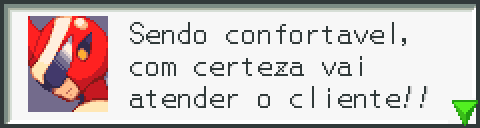 Sendo confortavel,
com certeza vai
atender o cliente!!